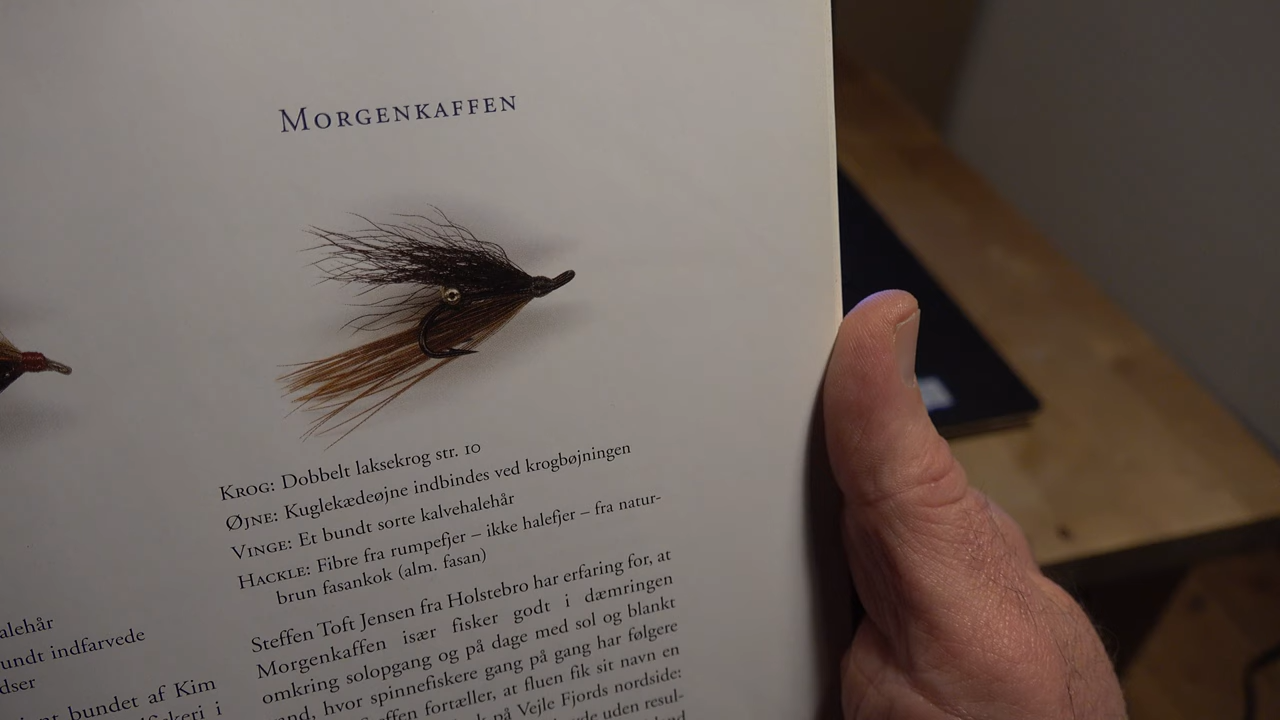 MORGENKAFFEN
KROG: Dobbelt laksekrog str. 10
ØJNE: Kuglekædeøjne indbindes ved krogbøjningen
VINGE: Et bundt sorte kalvehalehår
HACKLE: Fibre fra rumpefjer – ikke halefjer – fra natur-
brun fasankok (alm. fasan)
Steffen Toft Jensen fra Holstebro har erfaring for, at
Morgenkaffen især fisker godt i dæmringen
omkring solopgang og på dage med sol og blankt
hvor spinnefiskere gang på gang har følgere
fortæller, at fluen fik sit navn en
på Vejle Fjords nordside:
uden resul-
alehår
undt indfarvede
dser
bundet af Kim
i